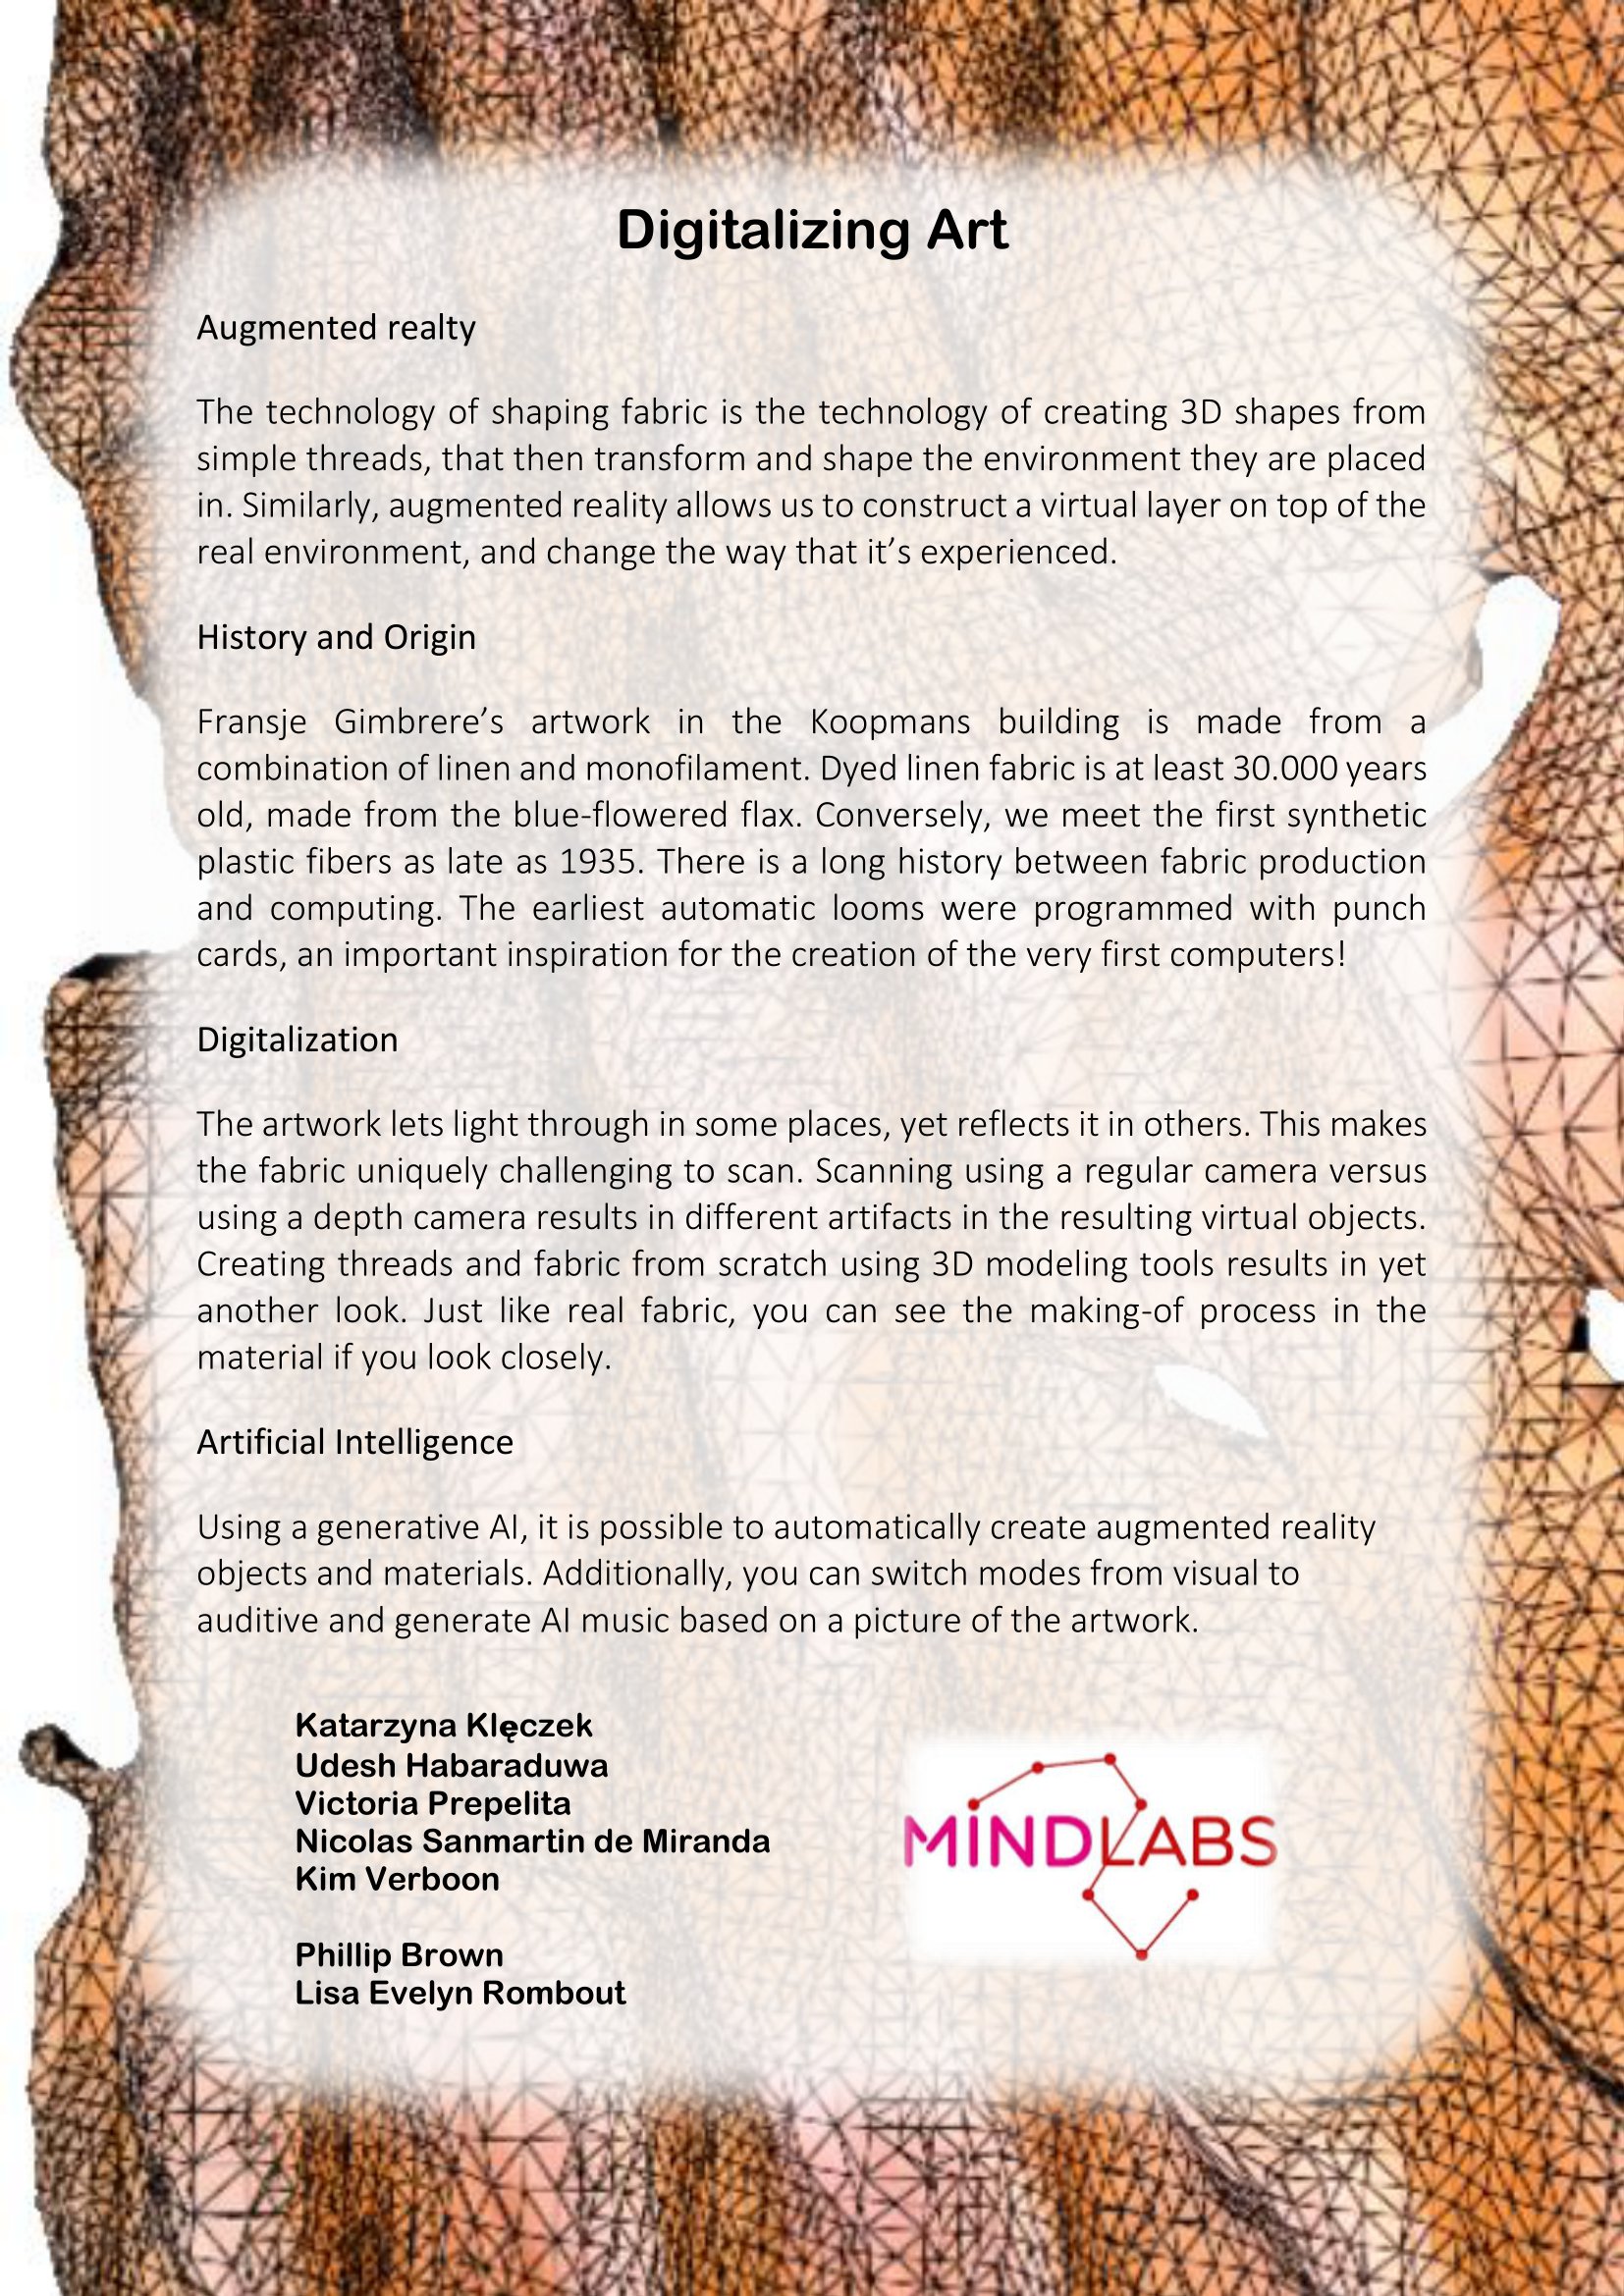 Digitalizing Art
Augmented realty
The technology of shaping fabric is the technology of creating 3D shapes from
simple threads, that then transform and shape the environment they are placed
in. Similarly, augmented reality allows us to construct a virtual layer on top of the
real environment, and change the way that it’s experienced.
History and Origin
Fransje Gimbrere’s artwork in the Koopmans building is made from a
combination of linen and monofilament. Dyed linen fabric is at least 30.000 years
old, made from the blue-flowered flax. Conversely, we meet the first synthetic
plastic fibers as late as 1935. There is a long history between fabric production
and computing. The earliest automatic looms were programmed with punch
cards, an important inspiration for the creation of the very first computers!
Digitalization
The artwork lets light through in some places, yet reflects it in others. This makes
the fabric uniquely challenging to scan. Scanning using a regular camera versus
using a depth camera results in different artifacts in the resulting virtual objects.
Creating threads and fabric from scratch using 3D modeling tools results in yet
another look. Just like real fabric, you can see the making-of process in the
material if you look closely.
Artificial Intelligence
Using a generative AI, it is possible to automatically create augmented reality
objects and materials. Additionally, you can switch modes from visual to
auditive and generate AI music based on a picture of the artwork.
Katarzyna Klęczek
Udesh Habaraduwa
Victoria Prepelita
Nicolas Sanmartin de Miranda
Kim Verboon
Phillip Brown
Lisa Evelyn Rombout
MINDLABS